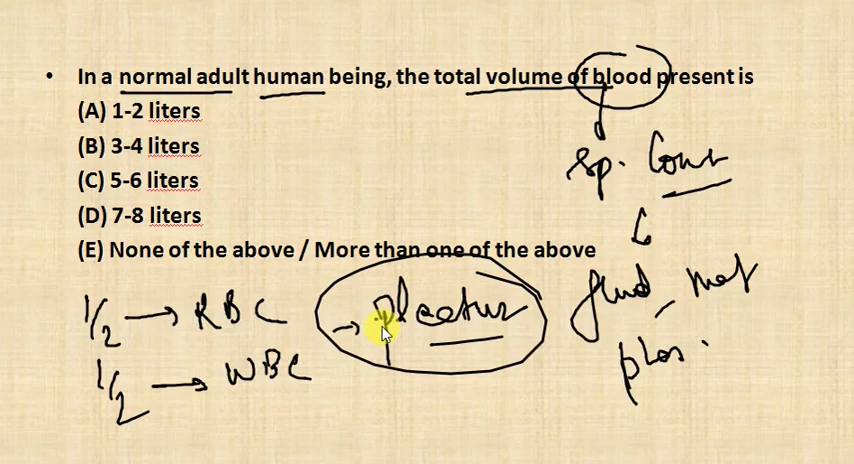 • In a normal adult human being, the total volume of blood present is
(A) 1-2 liters
(B) 3-4 liters
(C) 5-6 liters
(D) 7-8 liters
(E) None of the above / More than one of the above
sp.
1/2 → RBC
1/2 → WBC